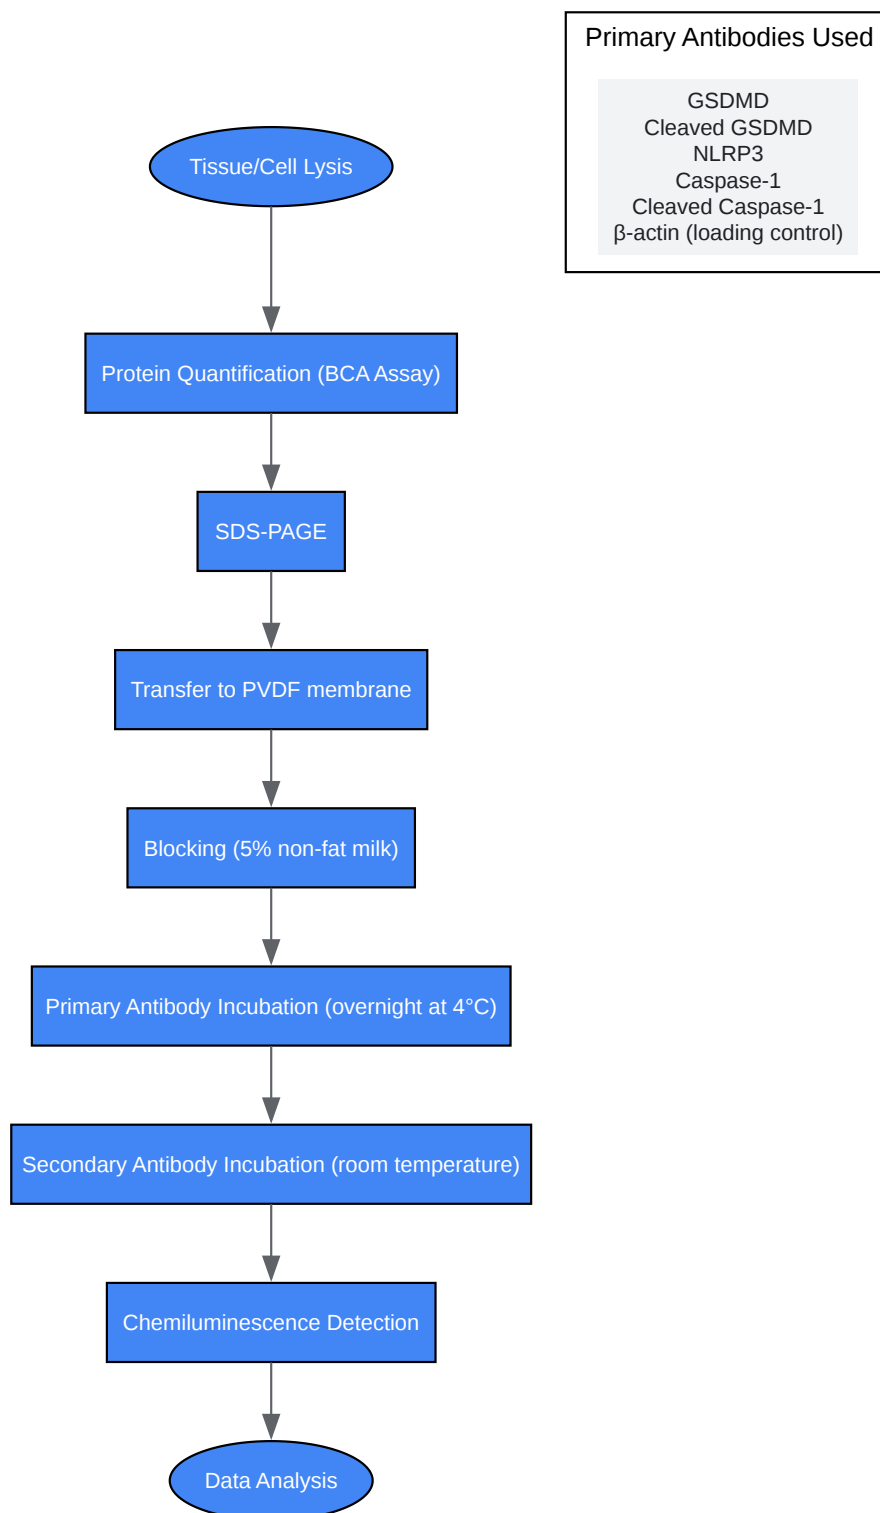 Primary Antibodies Used
GSDMD
Cleaved GSDMD
NLRP3
Caspase-1
Cleaved Caspase-1
β-actin (loading control)
Tissue/Cell Lysis
Protein Quantification (BCA Assay)
SDS-PAGE
Transfer to PVDF membrane
Blocking (5% non-fat milk)
Primary Antibody Incubation (overnight at 4°C)
Secondary Antibody Incubation (room temperature)
Chemiluminescence Detection
Data Analysis